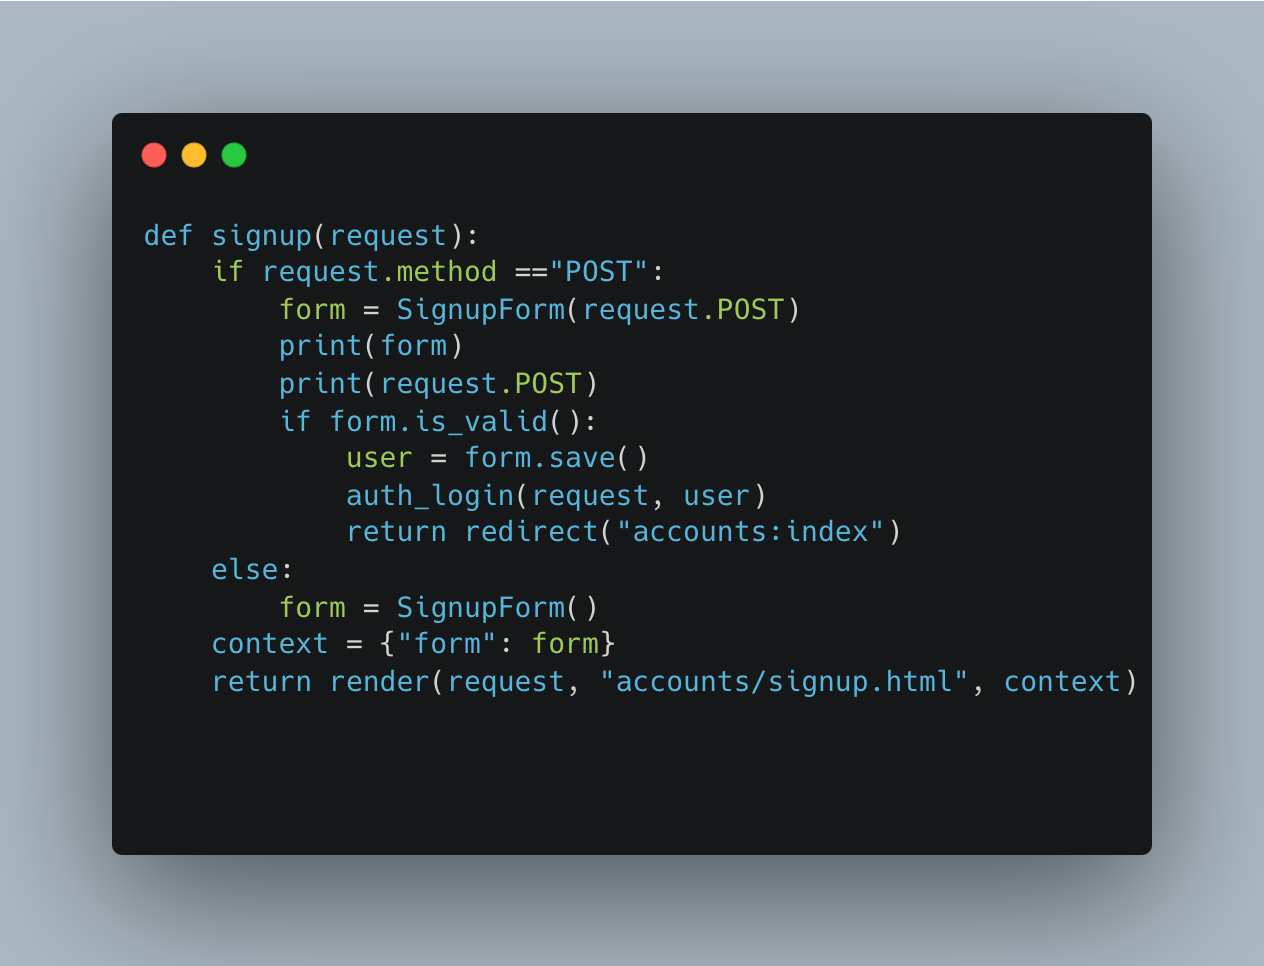 def signup(request):
    if request.method =="POST":
        form = SignupForm(request.POST)
        print(form)
        print(request.POST)
        if form.is_valid():
            user = form.save()
            auth_login(request, user)
            return redirect("accounts:index")
    else:
        form = SignupForm()
    context = {"form": form}
    return render(request, "accounts/signup.html", context)